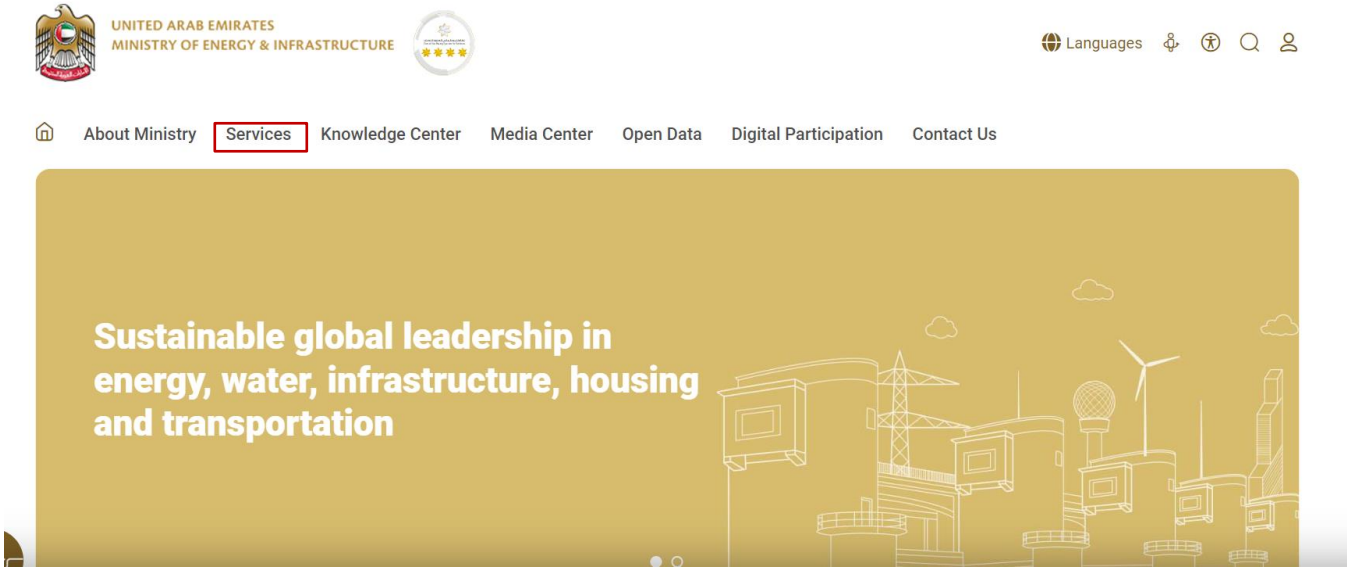 UNITED ARAB EMIRATES
MINISTRY OF ENERGY & INFRASTRUCTURE
Languages
About Ministry Services Knowledge Center Media Center Open Data Digital Participation Contact Us
Sustainable global leadership in
energy, water, infrastructure, housing
and transportation